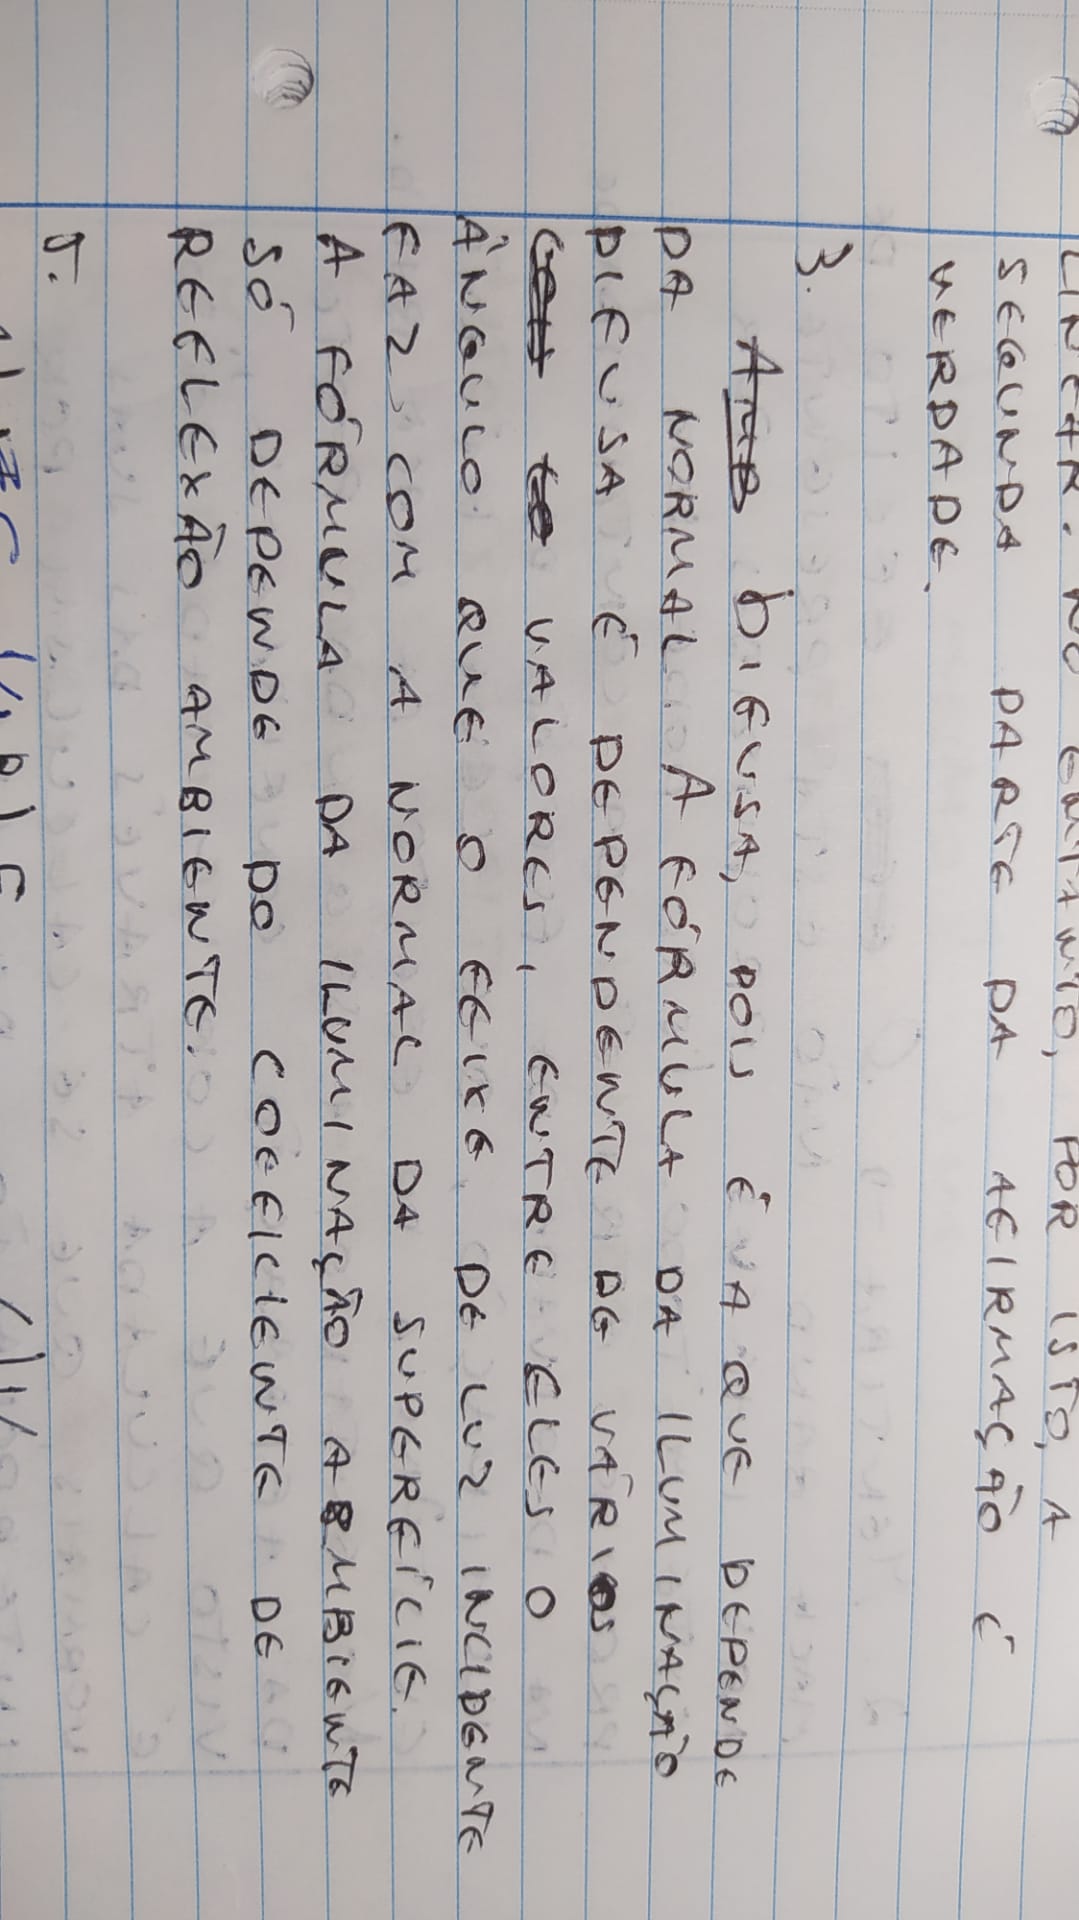 LINEAR. NO ENTANTO, POR ISTO, A
SEGUNDA PARTE DA AFIRMAÇÃO É
VERDADE.
3.
DIFUSA, POIS É A QUE DEPENDE
DA NORMAL. A FÓRMULA DA ILUMINAÇÃO
DIFUSA É DEPENDENTE DE VÁRIOS
VALORES, ENTRE ELES O
ÂNGULO QUE O FEIXE DE LUZ INCIDENTE
FAZ COM A NORMAL DA SUPERFÍCIE.
A FÓRMULA DA ILUMINAÇÃO AMBIENTE
SÓ DEPENDE DO COEFICIENTE DE
REFLEXÃO AMBIENTE.
5.